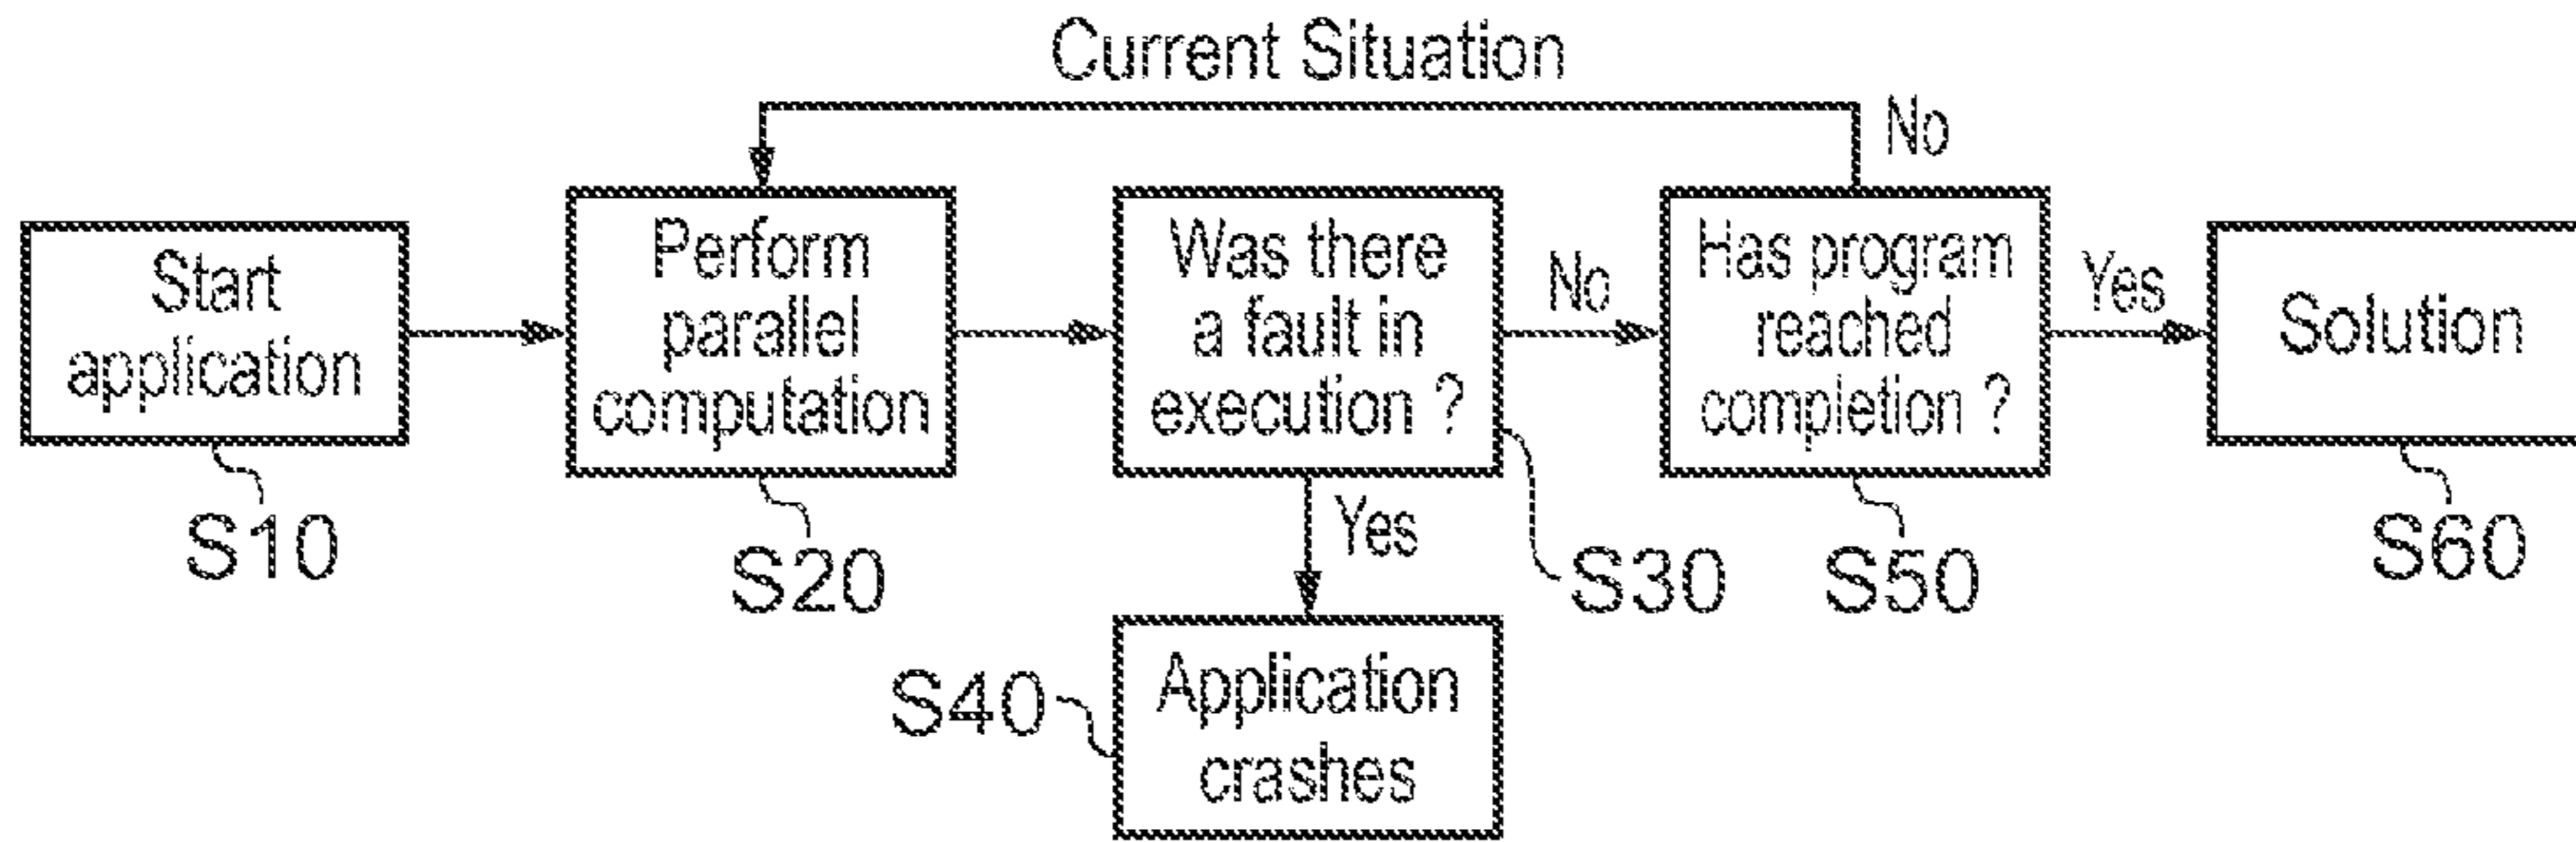 Current Situation
No
Start
application
Perform
parallel
computation
Was there
a fault in
execution ?
No
Has program
reached
completion ?
Yes
Solution
S10
S20
Yes
S30
S50
S60
S40
Application
crashes